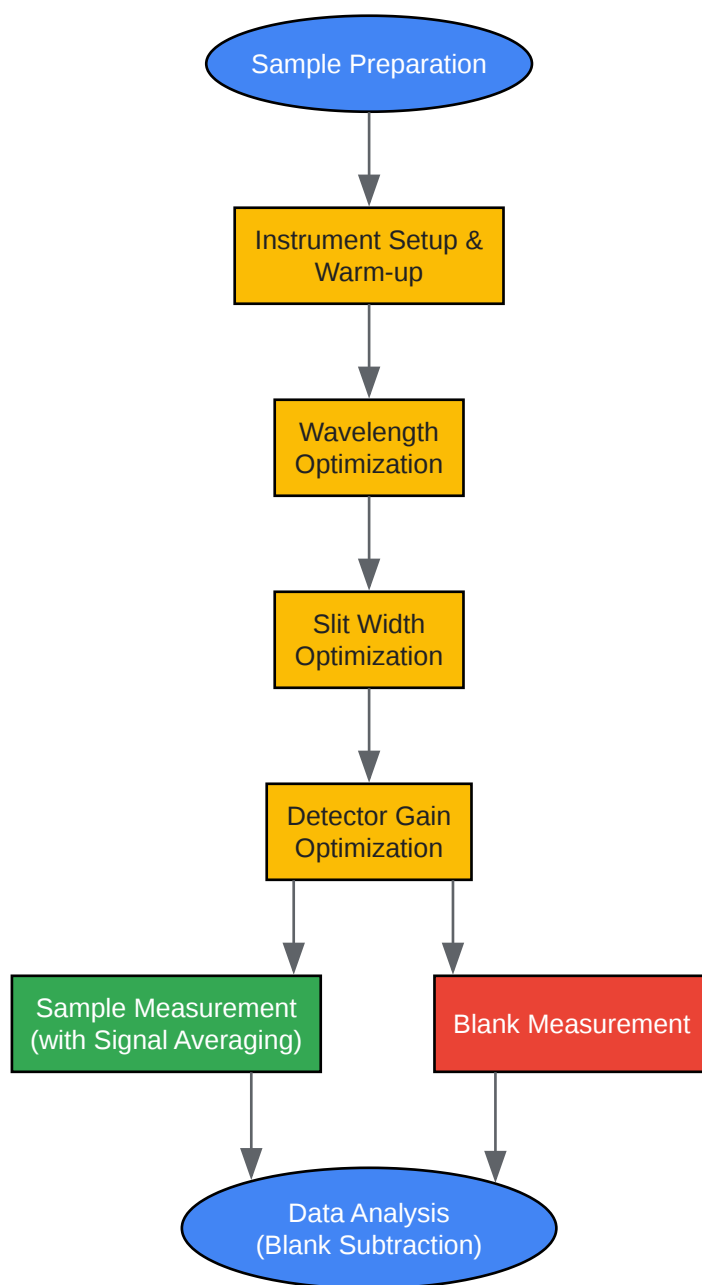 Sample Preparation
Instrument Setup &
Warm-up
Wavelength
Optimization
Slit Width
Optimization
Detector Gain
Optimization
Sample Measurement
(with Signal Averaging)
Blank Measurement
Data Analysis
(Blank Subtraction)